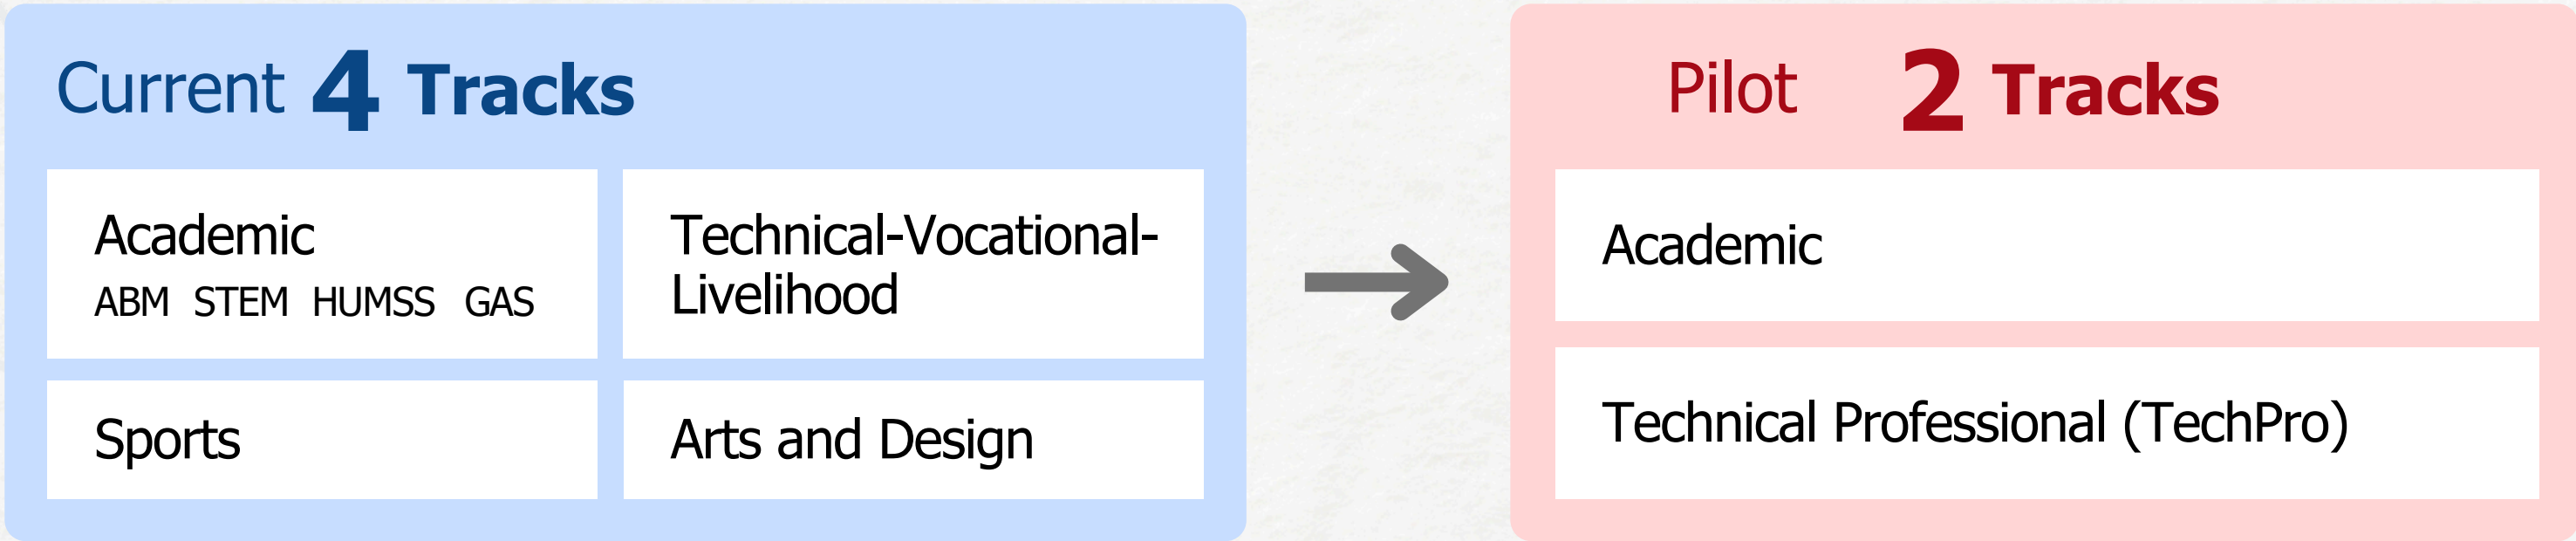 Current 4 Tracks
Academic
ABM STEM HUMSS GAS
Technical-Vocational-
Livelihood
Sports
Arts and Design
Pilot 2 Tracks
Academic
Technical Professional (TechPro)